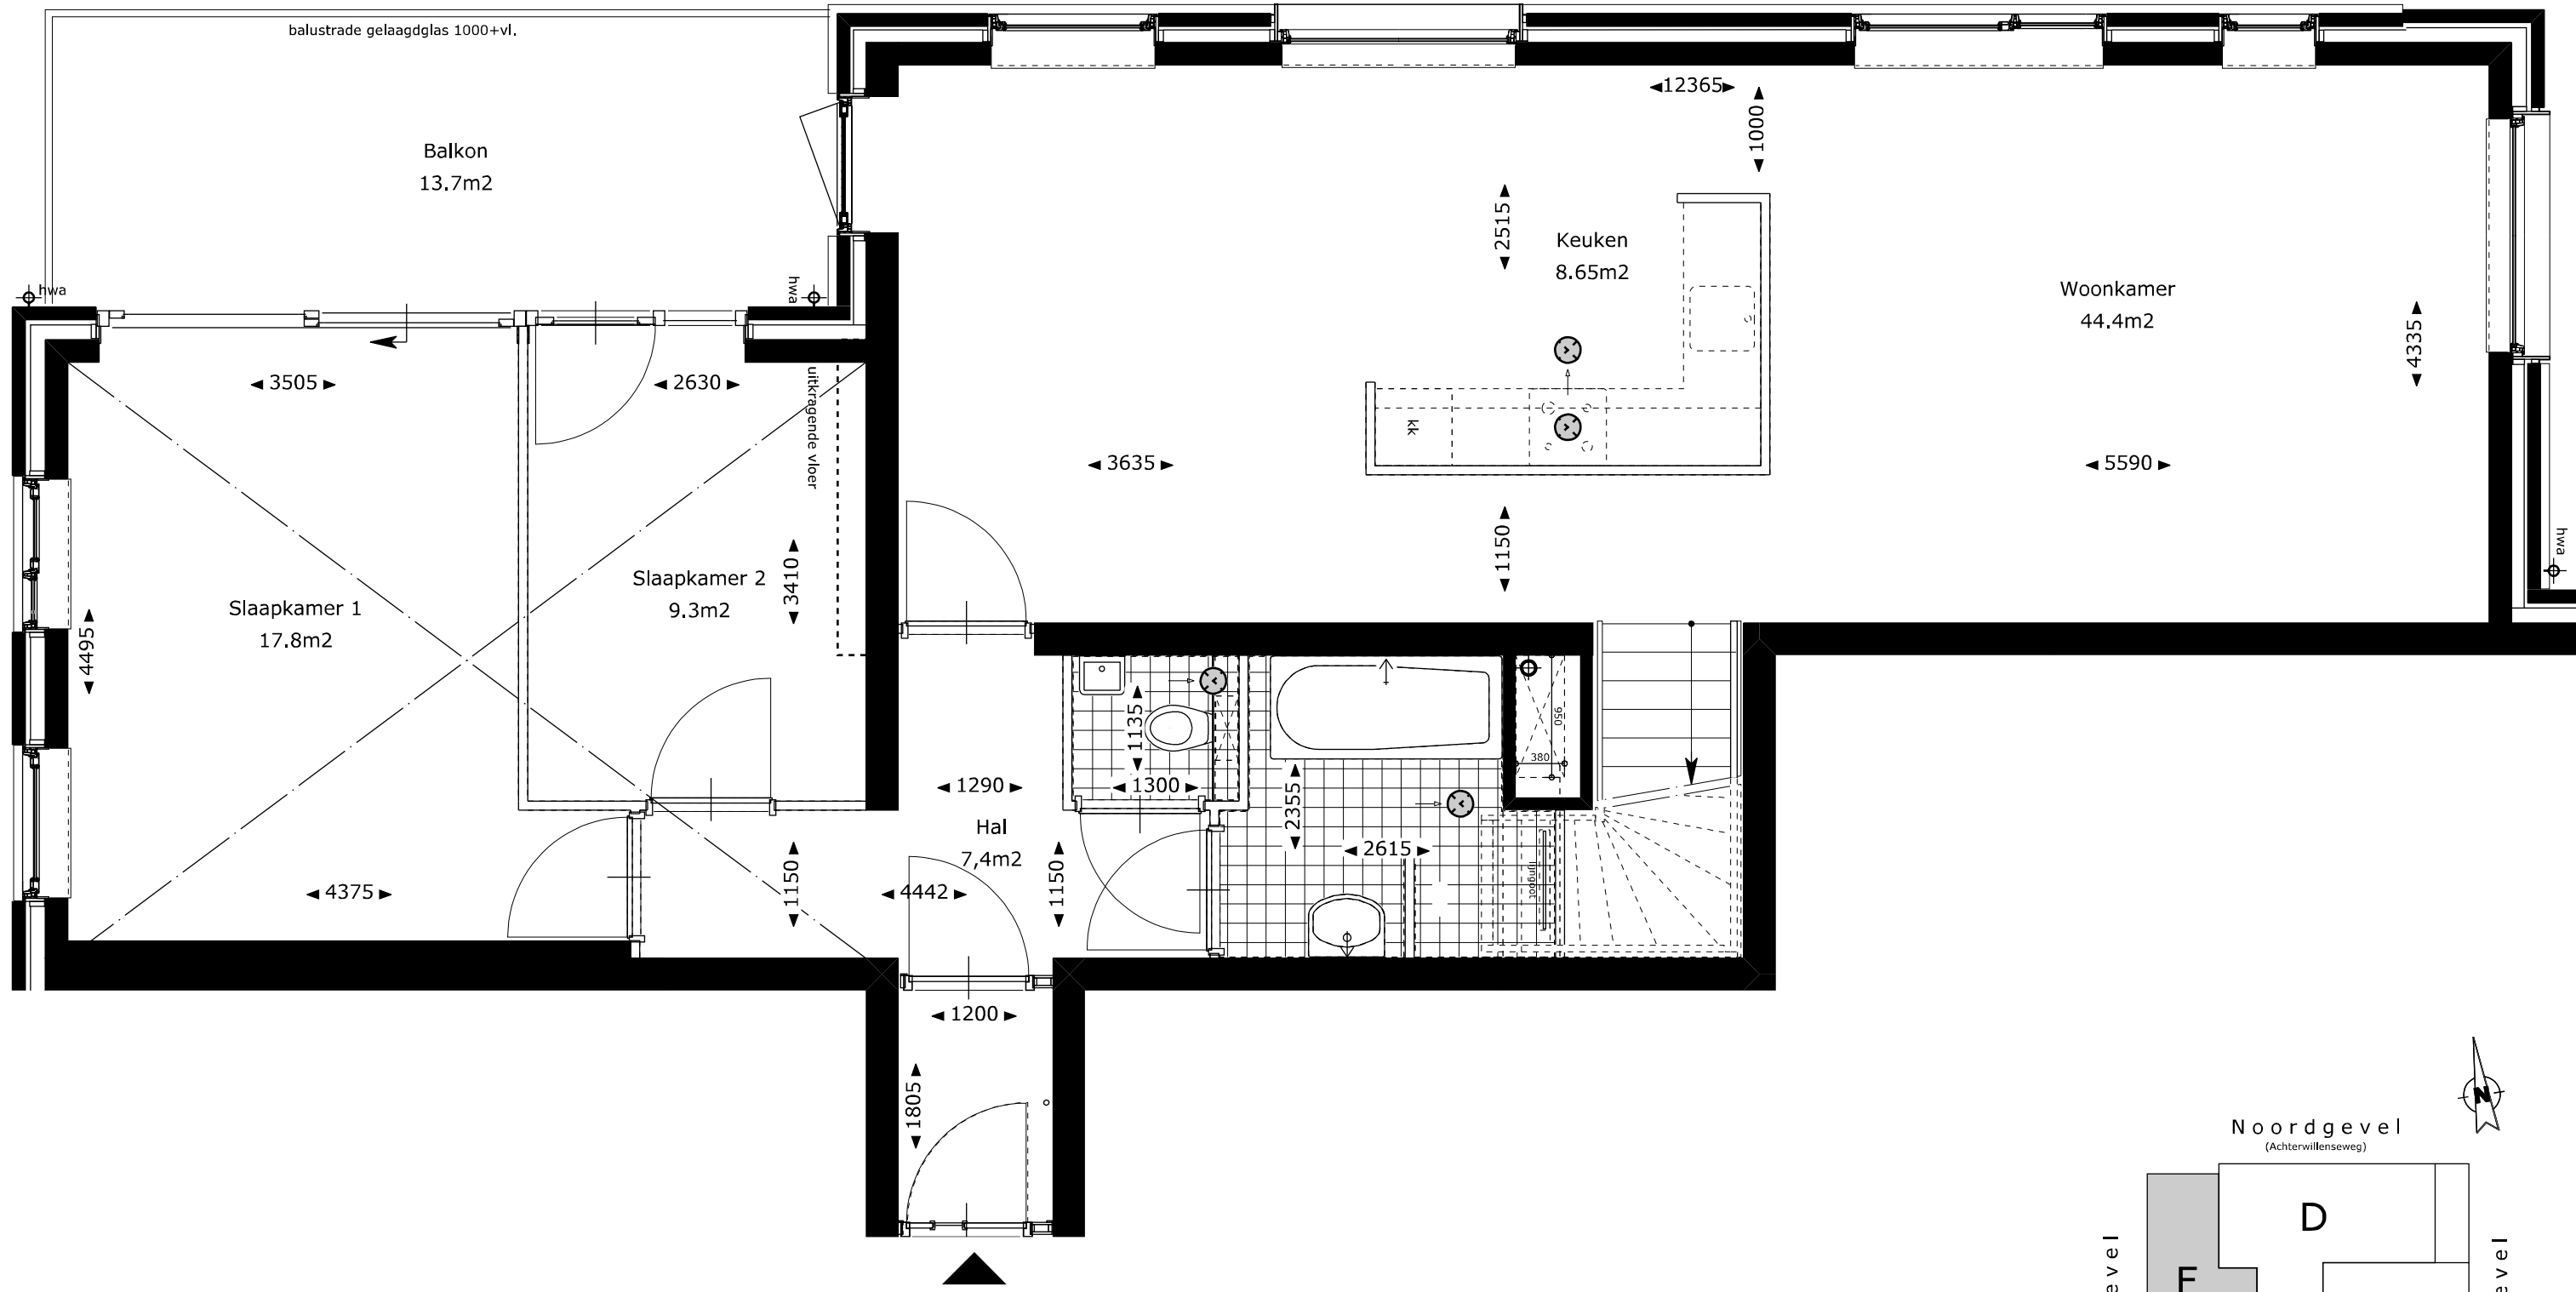 balustrade gelaagdglas 1000+vl.
12365
1000
Balkon
13.7m2
2515
Keuken
8.65m2
Woonkamer
44.4m2
4335
hwa
hwa
3505
2630
uitkragende vloer
kk
3635
5590
1150
hwa
3410
Slaapkamer 2
9.3m2
Slaapkamer 1
17.8m2
4495
1135
1300
950
380
1290
2355
Hal
7,4m2
2615
1150
1150
4375
4442
1200
1805
N
Noordgevel
(Achterwillenseweg)
D